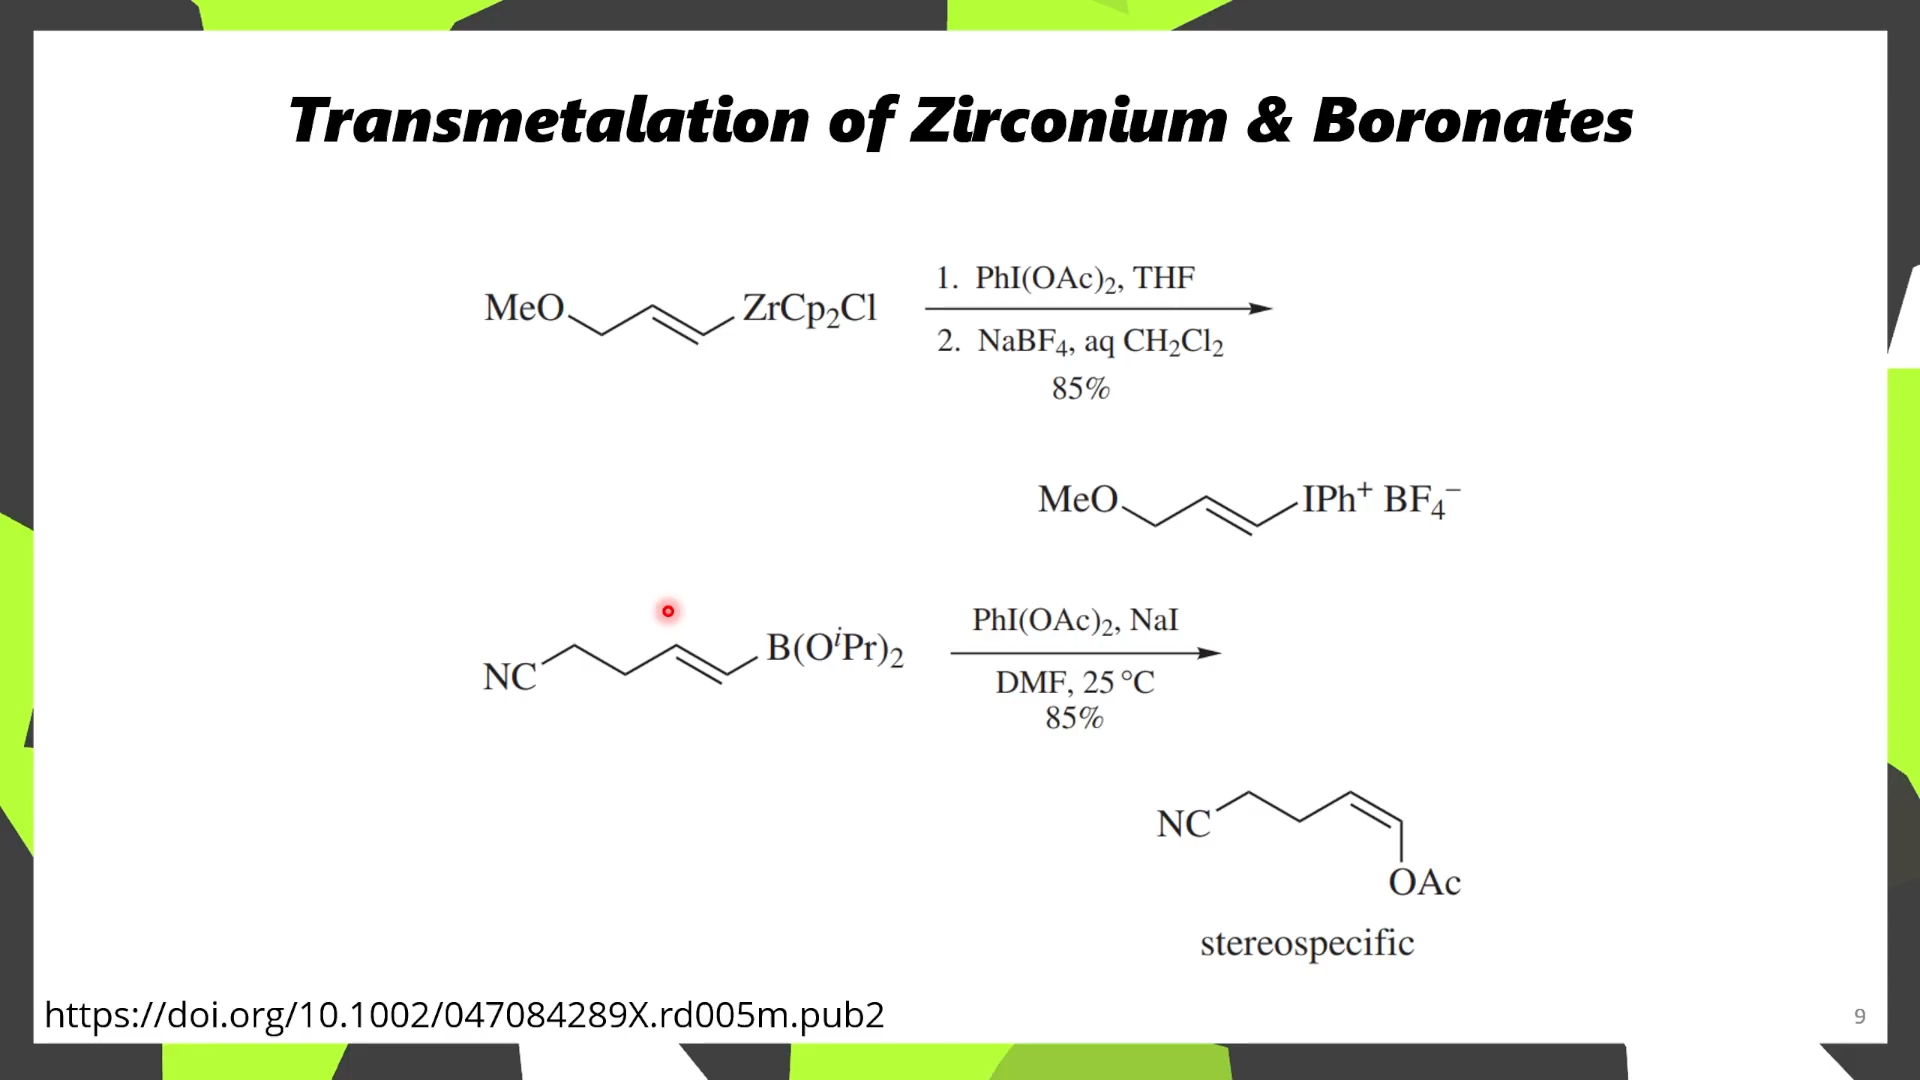 Transmetalation of Zirconium & Boronates
MeO ZrCp₂Cl
1. PhI(OAc)₂, THF
2. NaBF₄, aq CH₂Cl₂
85%
MeO IPh⁺ BF₄⁻
NC B(OⁱPr)₂
PhI(OAc)₂, NaI
DMF, 25 °C
85%
NC
OAc
stereospecific
https://doi.org/10.1002/047084289X.rd005m.pub2
9